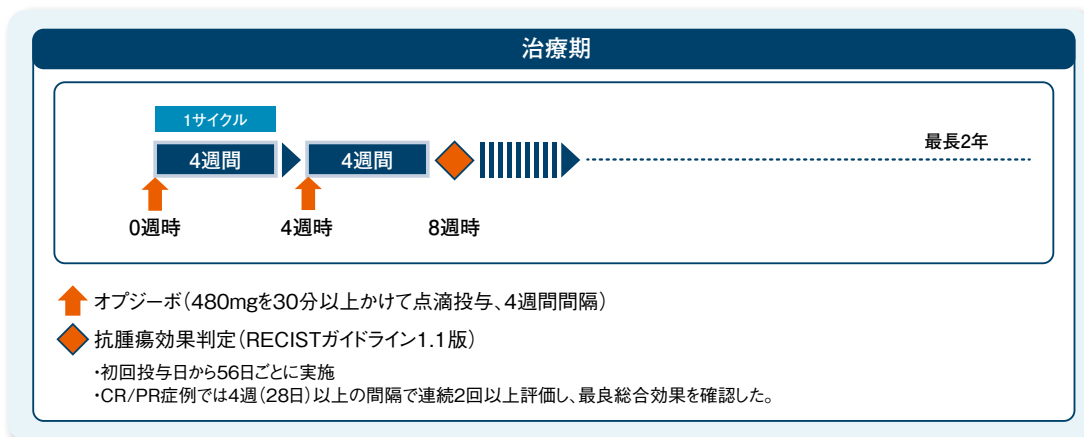 治療期
1サイクル
4週間
4週間
最長2年
0週時
4週時
8週時
オプジーボ（480mgを30分以上かけて点滴投与、4週間間隔）
抗腫瘍効果判定（RECISTガイドライン1.1版）
・初回投与日から56日ごとに実施
・CR/PR症例では4週（28日）以上の間隔で連続2回以上評価し、最良総合効果を確認した。